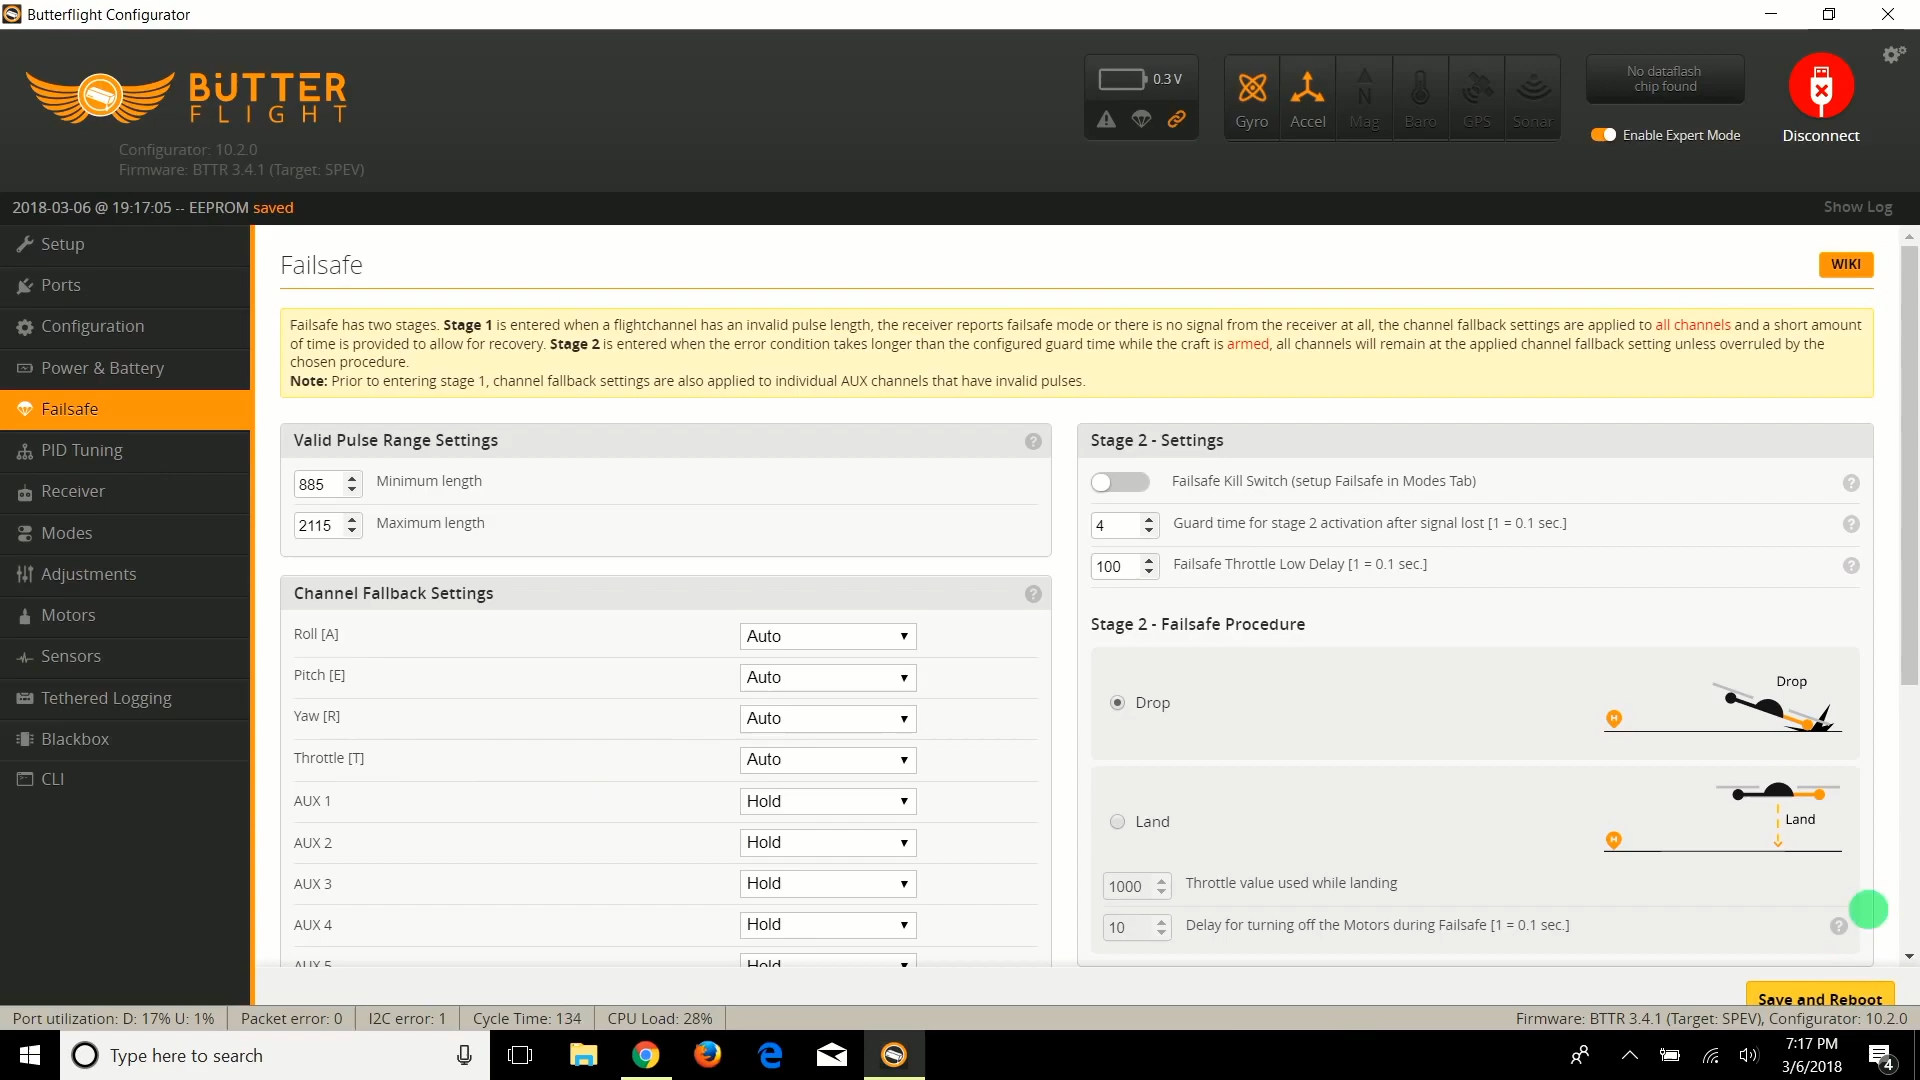 Butterflight Configurator
BUTTER
FLIGHT
Configurator: 10.2.0
Firmware: BTTR 3.4.1 (Target: SPEV)
0.3 V
Gyro
Accel
Mag
Baro
GPS
Sonar
No dataflash
chip found
Enable Expert Mode
Disconnect
2018-03-06 @ 19:17:05 -- EEPROM saved
Show Log
Setup
Ports
Configuration
Power & Battery
Failsafe
PID Tuning
Receiver
Modes
Adjustments
Motors
Sensors
Tethered Logging
Blackbox
CLI
Failsafe
WIKI
Failsafe has two stages. Stage 1 is entered when a flightchannel has an invalid pulse length, the receiver reports failsafe mode or there is no signal from the receiver at all, the channel fallback settings are applied to all channels and a short amount
of time is provided to allow for recovery. Stage 2 is entered when the error condition takes longer than the configured guard time while the craft is armed, all channels will remain at the applied channel fallback setting unless overruled by the
chosen procedure.
Note: Prior to entering stage 1, channel fallback settings are also applied to individual AUX channels that have invalid pulses.
Valid Pulse Range Settings
885 Minimum length
2115 Maximum length
Channel Fallback Settings
Roll [A] Auto
Pitch [E] Auto
Yaw [R] Auto
Throttle [T] Auto
AUX 1 Hold
AUX 2 Hold
AUX 3 Hold
AUX 4 Hold
AUX 5 Hold
Stage 2 - Settings
Failsafe Kill Switch (setup Failsafe in Modes Tab)
4 Guard time for stage 2 activation after signal lost [1 = 0.1 sec.]
100 Failsafe Throttle Low Delay [1 = 0.1 sec.]
Stage 2 - Failsafe Procedure
Drop
Drop
H
Land
Land
H
1000 Throttle value used while landing
10 Delay for turning off the Motors during Failsafe [1 = 0.1 sec.]
Save and Reboot
Port utilization: D: 17% U: 1%
Packet error: 0
I2C error: 1
Cycle Time: 134
CPU Load: 28%
Firmware: BTTR 3.4.1 (Target: SPEV), Configurator: 10.2.0
Type here to search
7:17 PM
3/6/2018
4